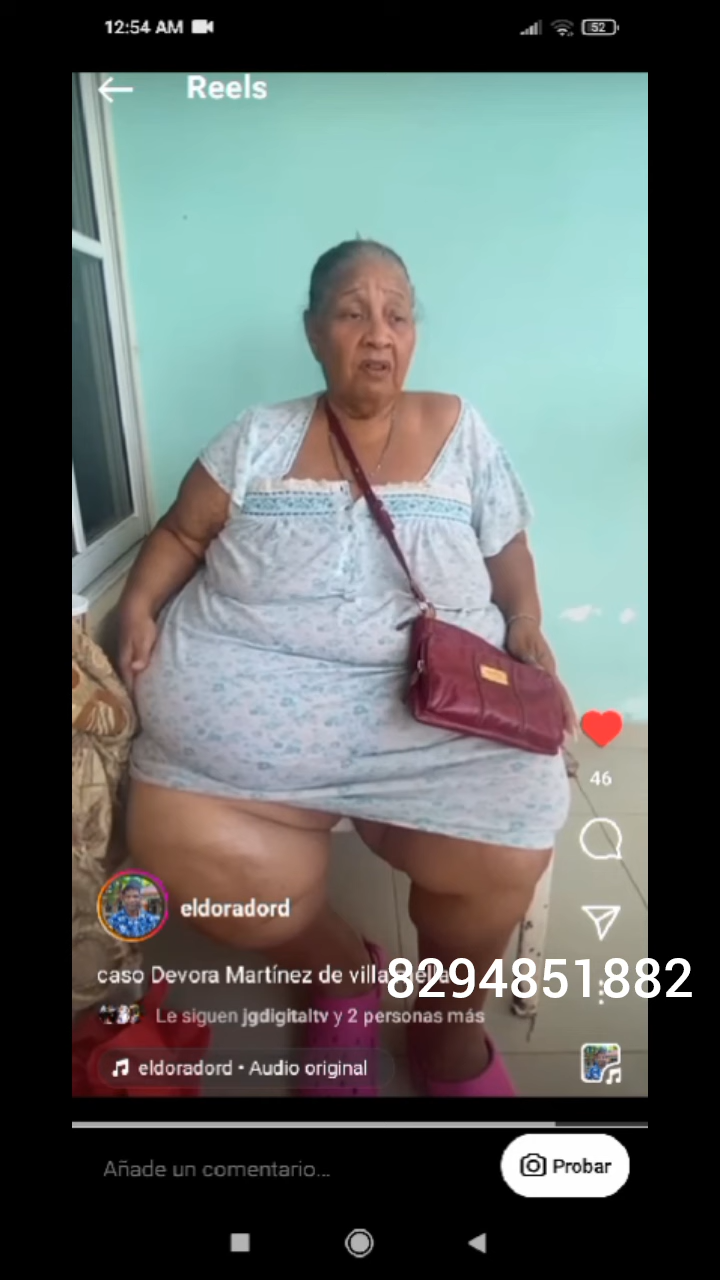 12:54 AM
52
Reels
46
eldoradord
caso Devora Martínez de villa
8294851882
Le siguen jgdigitaltv y 2 personas más
eldoradord • Audio original
Añade un comentario...
Probar